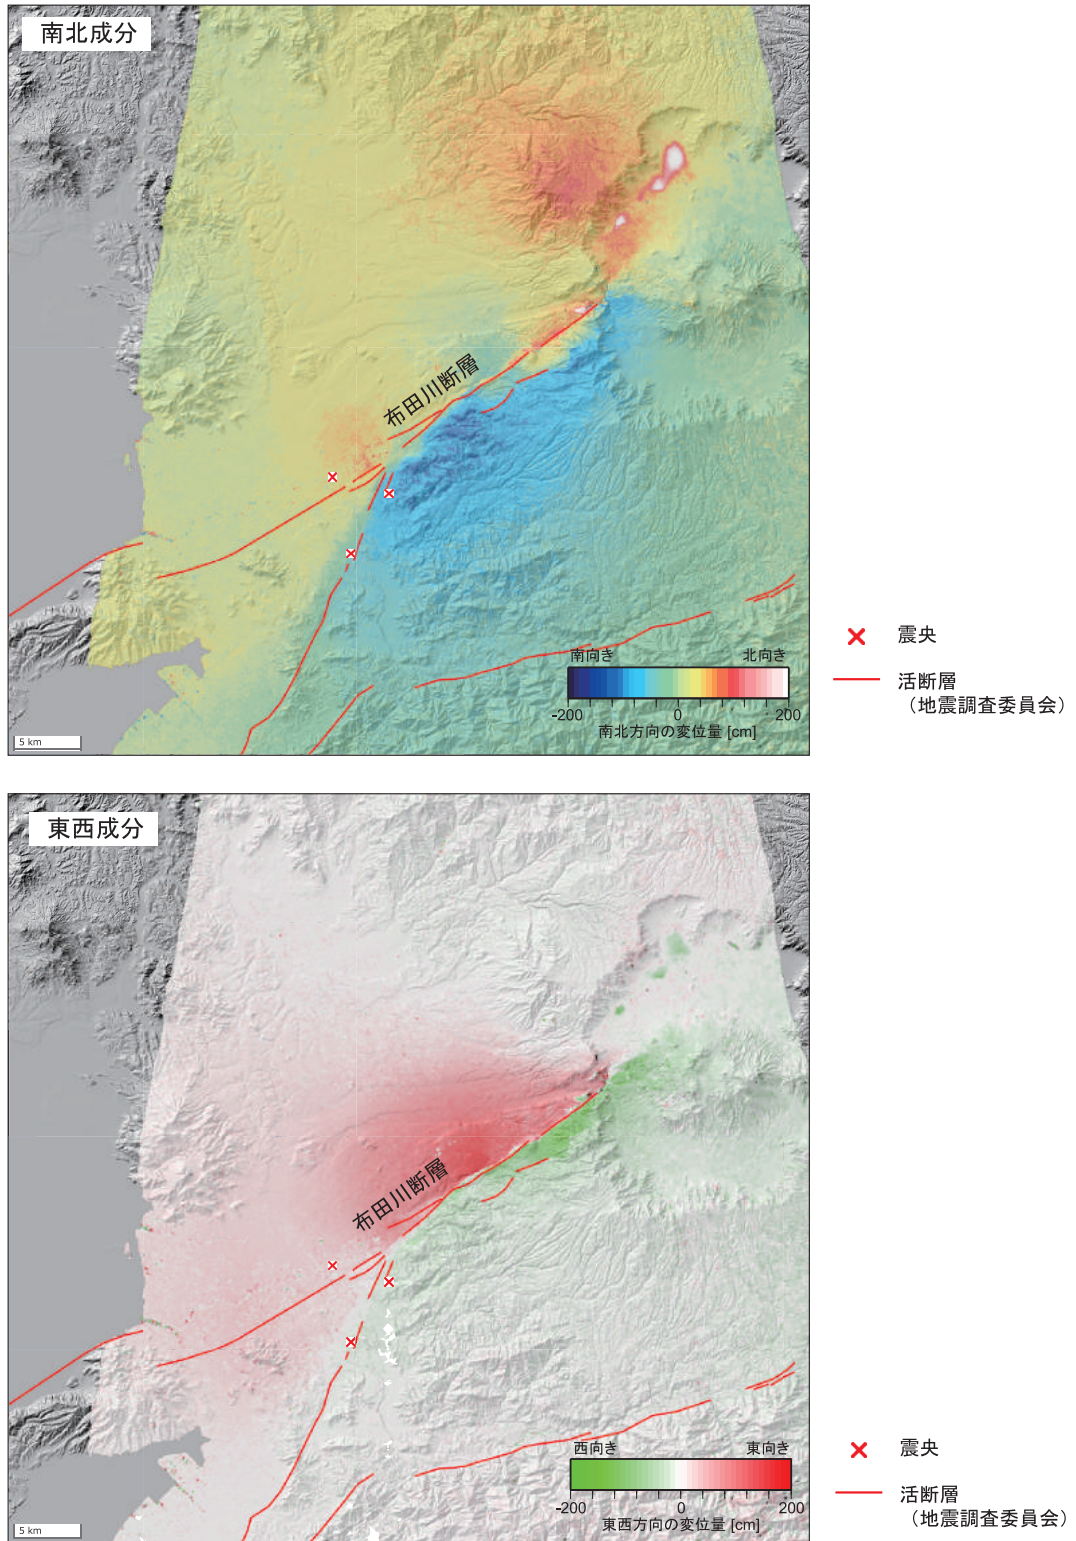 南北成分
布田川断層
南向き 北向き
-200 0 200
南北方向の変位量 [cm]
5 km
震央
活断層
(地震調査委員会)
東西成分
布田川断層
西向き 東向き
-200 0 200
東西方向の変位量 [cm]
5 km
震央
活断層
(地震調査委員会)